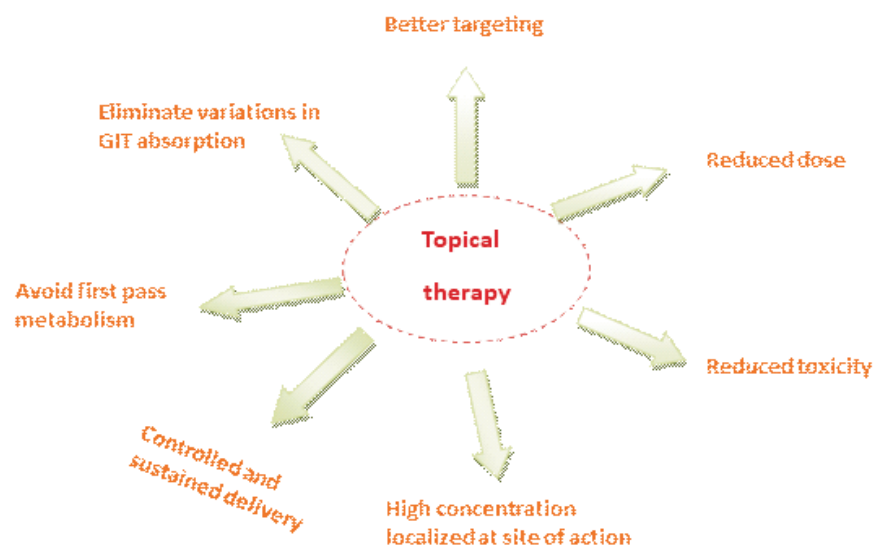 Better targeting
Eliminate variations in
GIT absorption
Reduced dose
Topical
therapy
Avoid first pass
metabolism
Reduced toxicity
Controlled and
sustained delivery
High concentration
localized at site of action